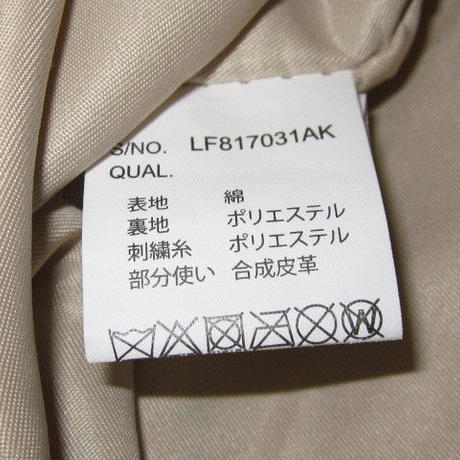 S/NO. LF817031AK
QUAL.
表地 綿
裏地 ポリエステル
刺繍糸 ポリエステル
部分使い 合成皮革
W